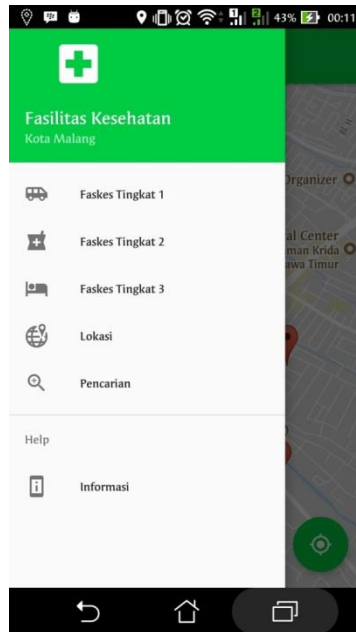 43% 00:11
Fasilitas Kesehatan
Kota Malang
Faskes Tingkat 1
Faskes Tingkat 2
Faskes Tingkat 3
Lokasi
Pencarian
Help
Informasi
Organizer
Center
man Krida
awa Timur